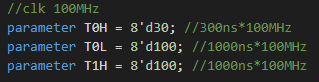 //clk 100MHz
parameter T0H = 8'd30; //300ns*100MHz
parameter T0L = 8'd100; //1000ns*100MHz
parameter T1H = 8'd100; //1000ns*100MHz